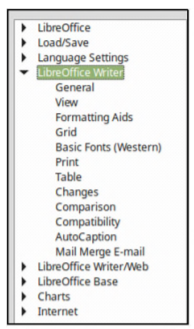 LibreOffice
Load/Save
Language Settings
LibreOffice Writer
General
View
Formatting Aids
Grid
Basic Fonts (Western)
Print
Table
Changes
Comparison
Compatibility
AutoCaption
Mail Merge E-mail
LibreOffice Writer/Web
LibreOffice Base
Charts
Internet